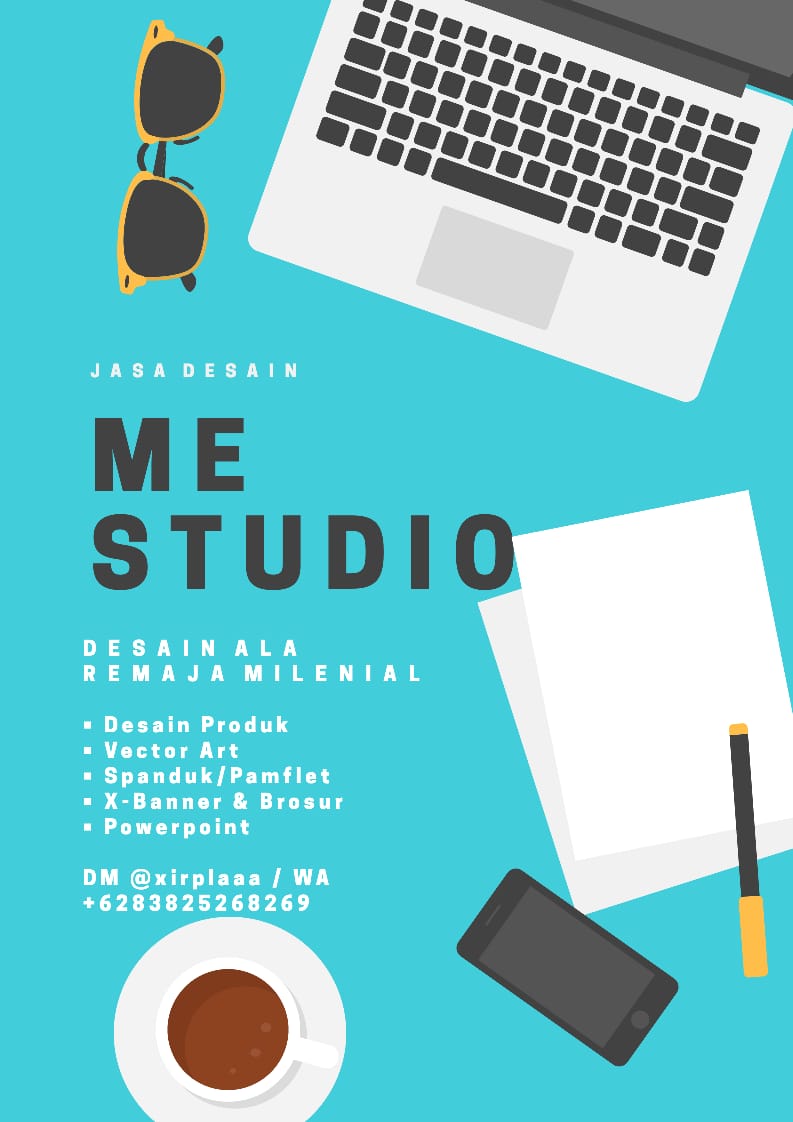 JASA DESAIN
ME
STUDIO
DESAIN ALA
REMAJA MILENIAL
▪ Desain Produk
▪ Vector Art
▪ Spanduk/Pamflet
▪ X-Banner & Brosur
▪ Powerpoint
DM @xirplaaa / WA
+6283825268269